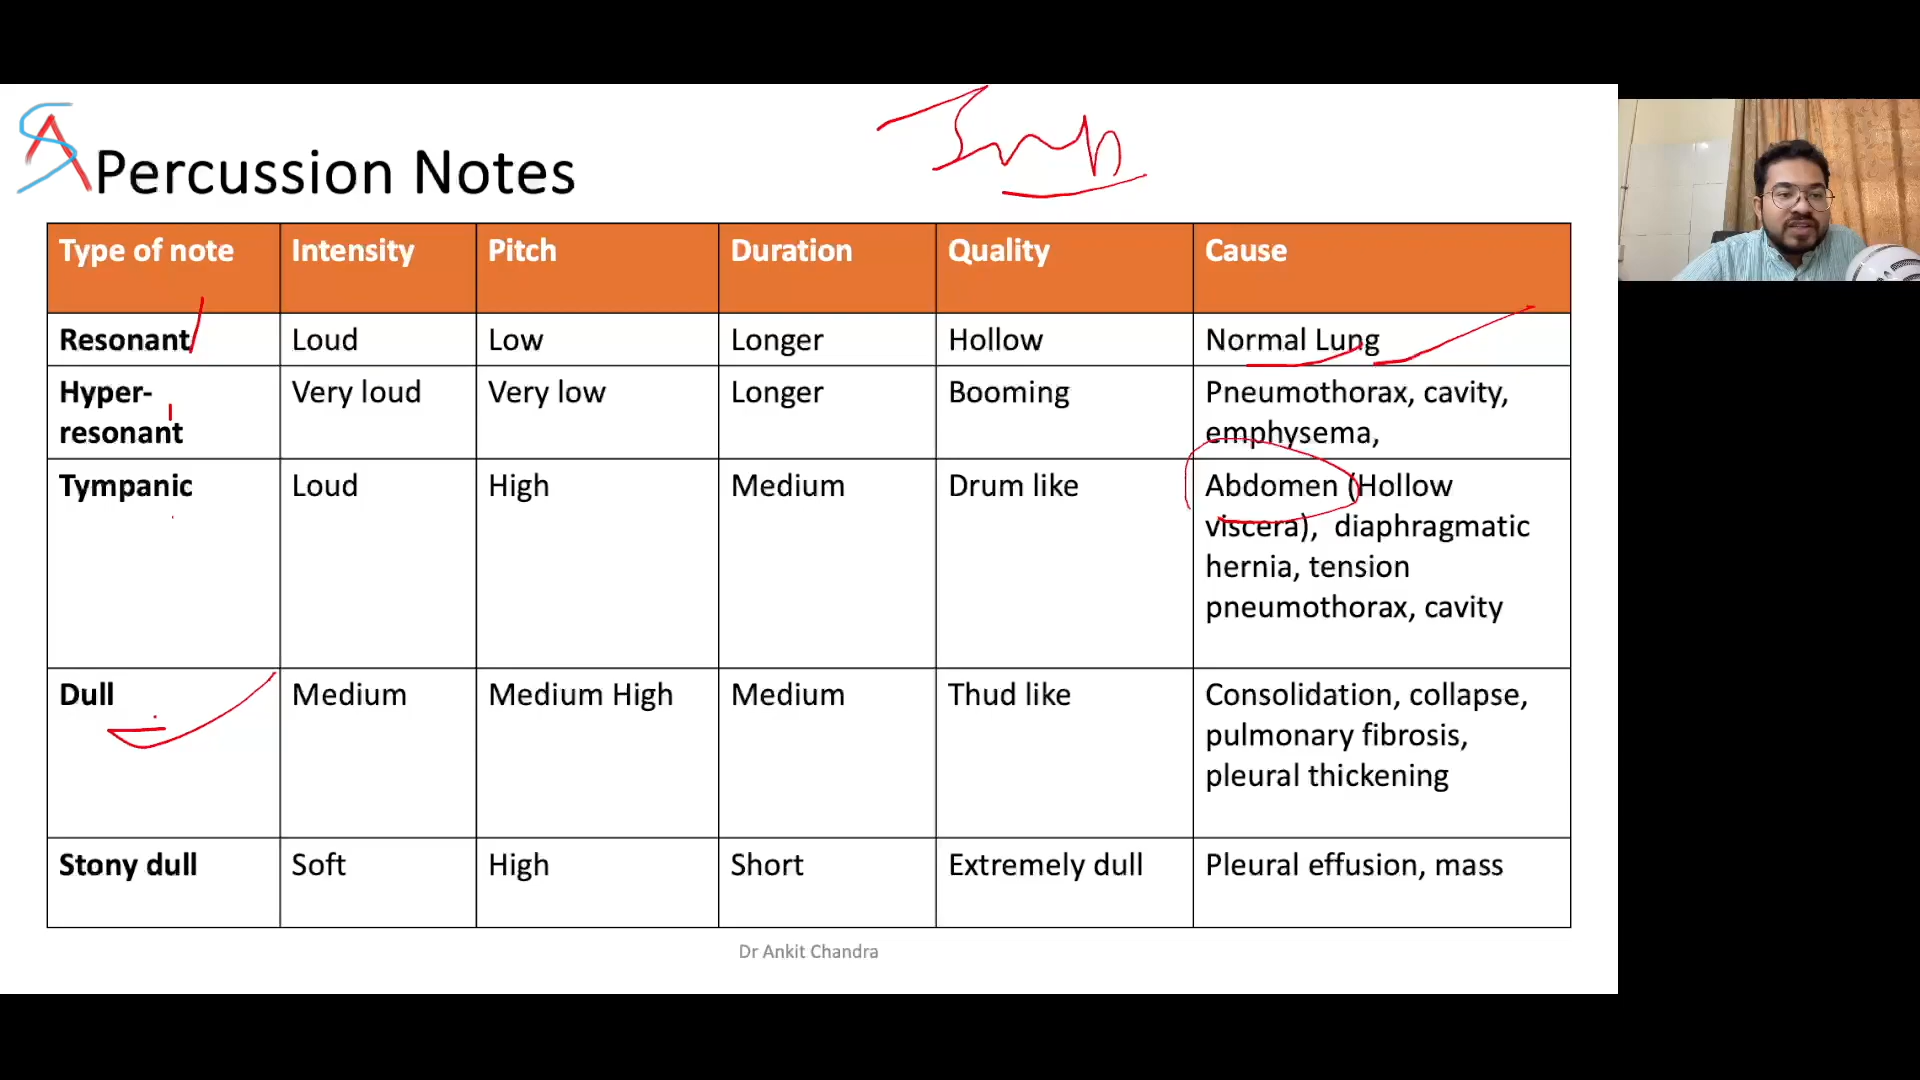 Imp
Percussion Notes
Type of note Intensity Pitch Duration Quality Cause
Resonant Loud Low Longer Hollow Normal Lung
Hyper- Very loud Very low Longer Booming Pneumothorax, cavity,
resonant emphysema,
Tympanic Loud High Medium Drum like Abdomen (Hollow
viscera), diaphragmatic
hernia, tension
pneumothorax, cavity
Dull Medium Medium High Medium Thud like Consolidation, collapse,
pulmonary fibrosis,
pleural thickening
Stony dull Soft High Short Extremely dull Pleural effusion, mass
Dr Ankit Chandra